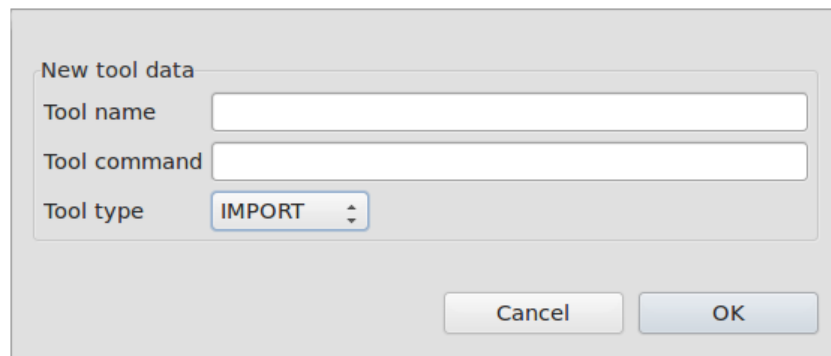 New tool data
Tool name
Tool command
Tool type IMPORT
Cancel OK